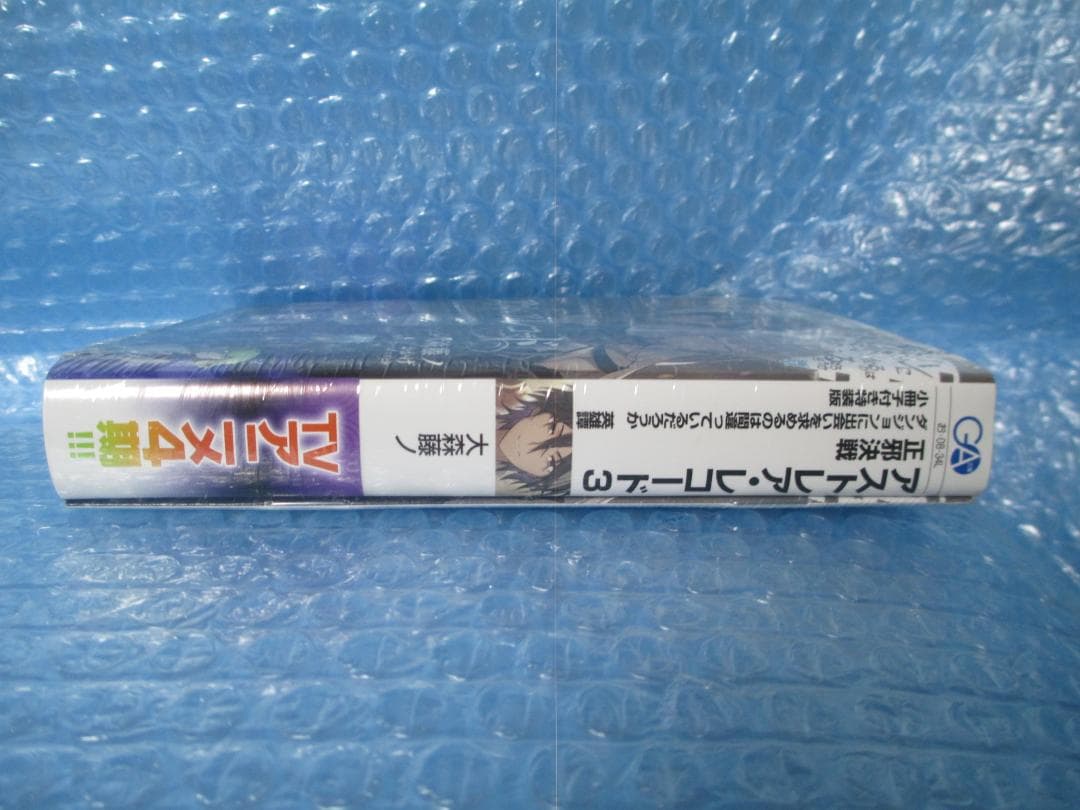 GA
お-08-34L
アストレア・レコード3
正邪決戦
ダンジョンに出会いを求めるのは間違っているだろうか 英雄譚
小冊子付き特装版
大森藤ノ
TVアニメ4期!!!